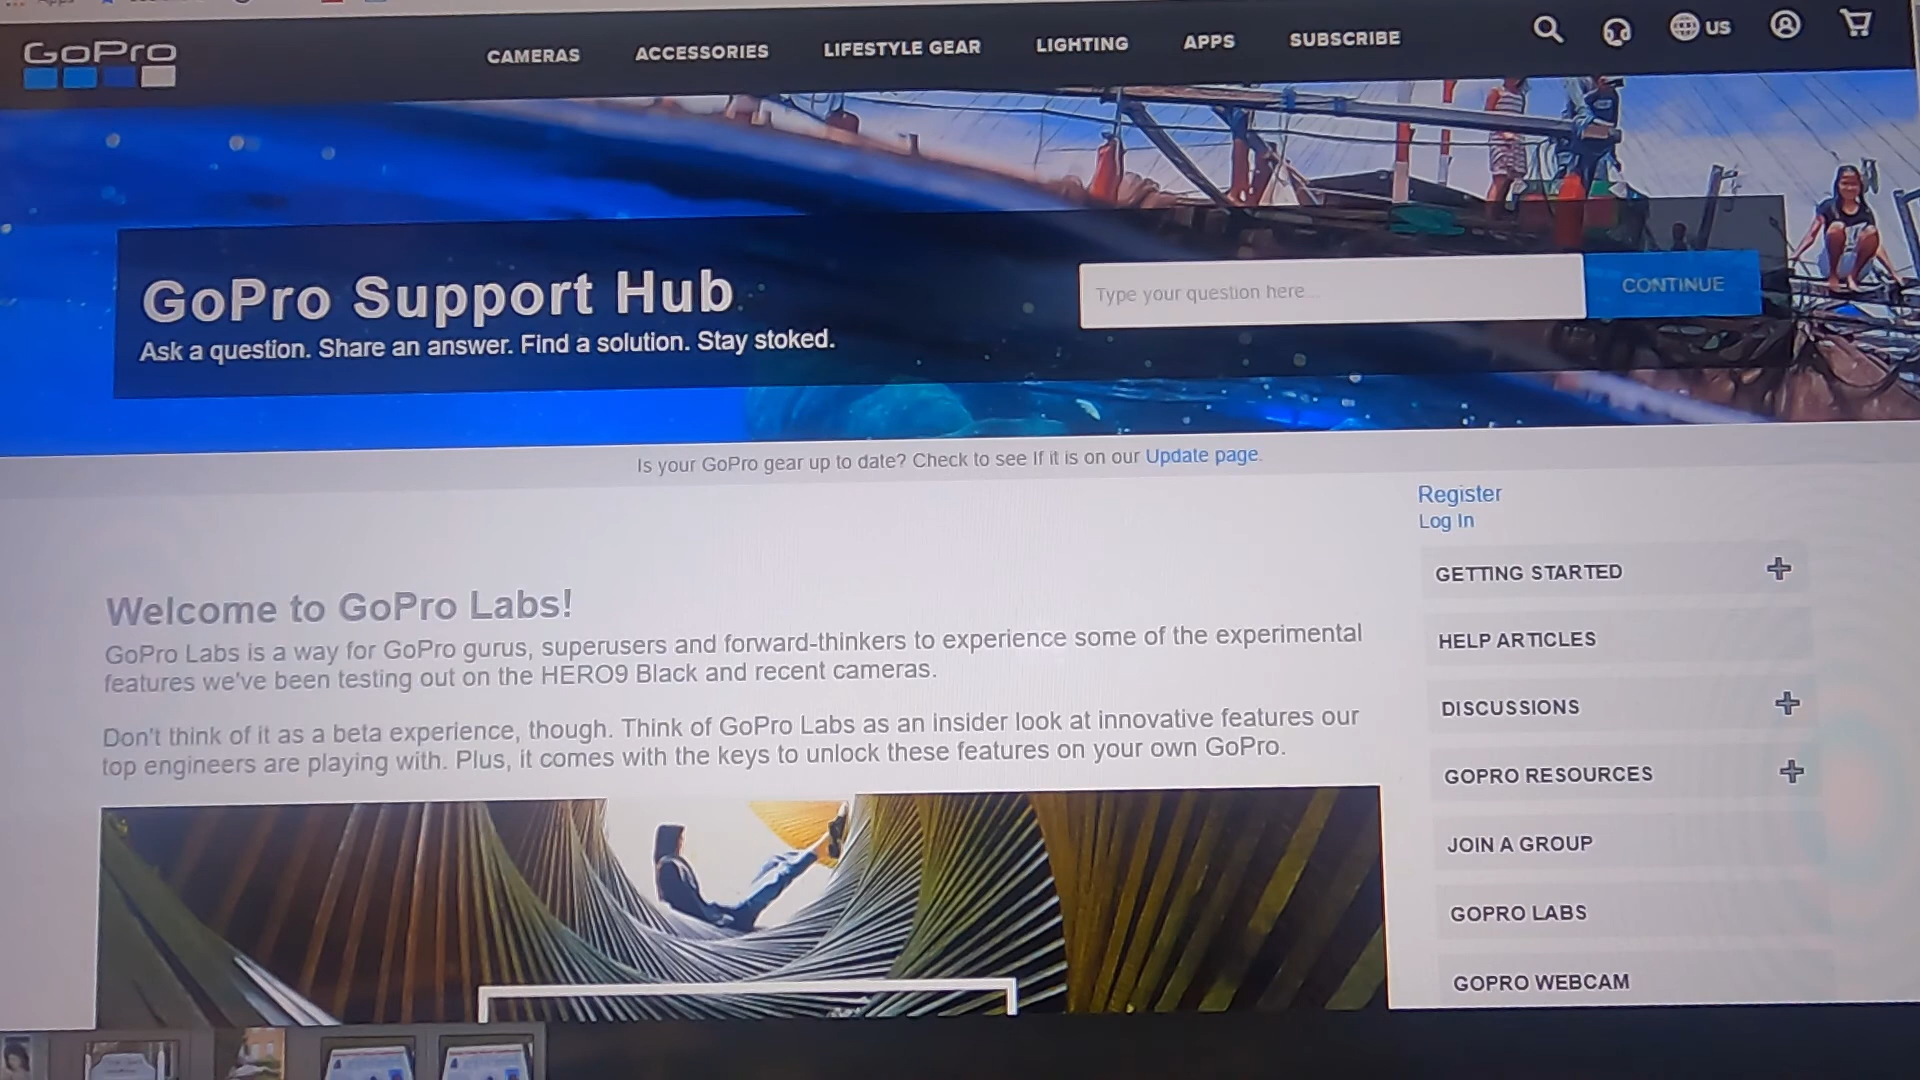 GoPro
CAMERAS ACCESSORIES LIFESTYLE GEAR LIGHTING APPS SUBSCRIBE US
GoPro Support Hub
Ask a question. Share an answer. Find a solution. Stay stoked.
Type your question here...
CONTINUE
Is your GoPro gear up to date? Check to see If it is on our Update page.
Register
Log In
GETTING STARTED
HELP ARTICLES
DISCUSSIONS
GOPRO RESOURCES
JOIN A GROUP
GOPRO LABS
GOPRO WEBCAM
Welcome to GoPro Labs!
GoPro Labs is a way for GoPro gurus, superusers and forward-thinkers to experience some of the experimental
features we've been testing out on the HERO9 Black and recent cameras.
Don't think of it as a beta experience, though. Think of GoPro Labs as an insider look at innovative features our
top engineers are playing with. Plus, it comes with the keys to unlock these features on your own GoPro.